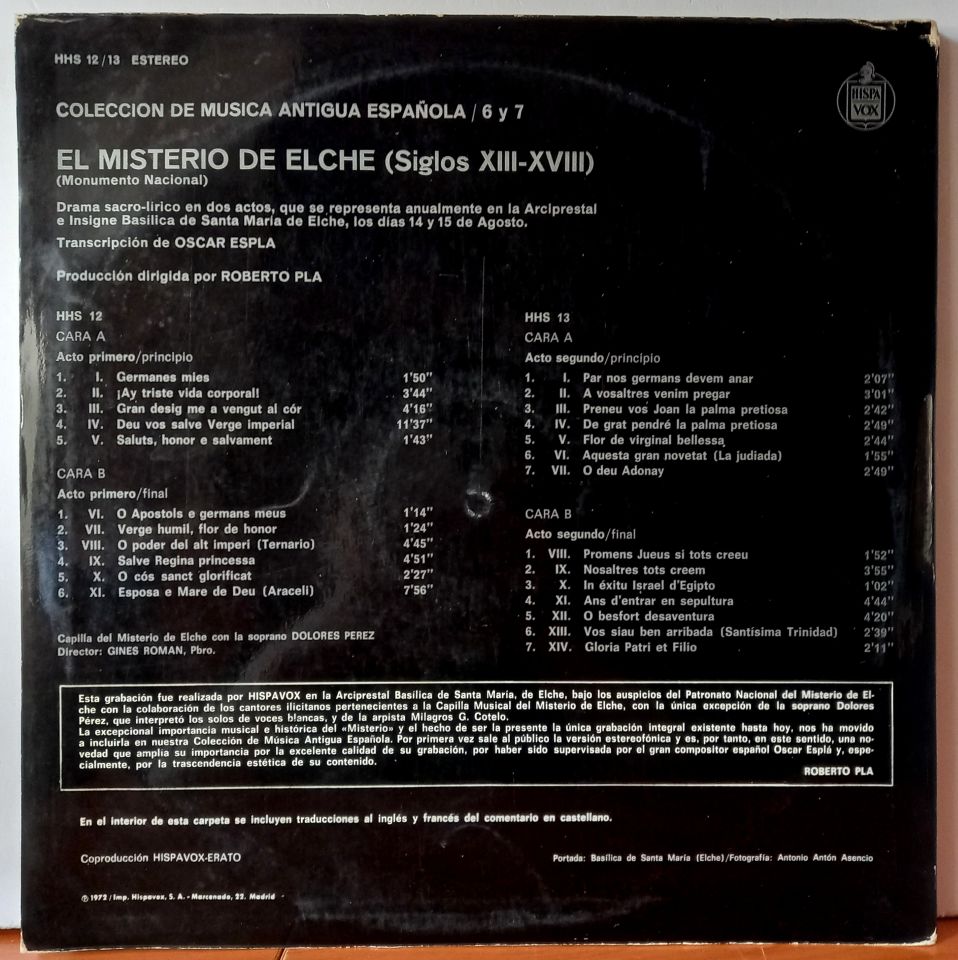 HHS 12/13 ESTEREO
HISPA
VOX
COLECCION DE MUSICA ANTIGUA ESPAÑOLA / 6 y 7
EL MISTERIO DE ELCHE (Siglos XIII-XVIII)
(Monumento Nacional)
Drama sacro-lírico en dos actos, que se representa anualmente en la Arciprestal
e Insigne Basílica de Santa María de Elche, los días 14 y 15 de Agosto.
Transcripción de OSCAR ESPLA
Producción dirigida por ROBERTO PLA
HHS 12
CARA A
Acto primero/principio
1. I. Germanes mies 1'50"
2. II. ¡Ay triste vida corporal! 3'44"
3. III. Gran desig me a vengut al cór 4'16"
4. IV. Deu vos salve Verge imperial 11'37"
5. V. Saluts, honor e salvament 1'43"
CARA B
Acto primero/final
1. VI. O Apostols e germans meus 1'14"
2. VII. Verge humil, flor de honor 1'24"
3. VIII. O poder del alt imperi (Ternario) 4'45"
4. IX. Salve Regina princessa 4'51"
5. X. O cós sanct glorificat 2'27"
6. XI. Esposa e Mare de Deu (Araceli) 7'56"
Capilla del Misterio de Elche con la soprano DOLORES PEREZ
Director: GINES ROMAN, Pbro.
HHS 13
CARA A
Acto segundo/principio
1. I. Par nos germans devem anar 2'07"
2. II. A vosaltres venim pregar 3'01"
3. III. Preneu vos Joan la palma pretiosa 2'42"
4. IV. De grat pendré la palma pretiosa 2'49"
5. V. Flor de virginal bellessa 2'44"
6. VI. Aquesta gran novetat (La judiada) 1'55"
7. VII. O deu Adonay 2'49"
CARA B
Acto segundo/final
1. VIII. Promens Jueus si tots creeu 1'52"
2. IX. Nosaltres tots creem 3'55"
3. X. In éxitu Israel d'Egipto 1'02"
4. XI. Ans d'entrar en sepultura 4'44"
5. XII. O besfort desaventura 4'20"
6. XIII. Vos siau ben arribada (Santísima Trinidad) 2'39"
7. XIV. Gloria Patri et Filio 2'11"
Esta grabación fue realizada por HISPAVOX en la Arciprestal Basílica de Santa María, de Elche, bajo los auspicios del Patronato Nacional del Misterio de El-
che con la colaboración de los cantores ilicitanos pertenecientes a la Capilla Musical del Misterio de Elche, con la única excepción de la soprano Dolores
Pérez, que interpretó los solos de voces blancas, y de la arpista Milagros G. Cotelo.
La excepcional importancia musical e histórica del «Misterio» y el hecho de ser la presente la única grabación integral existente hasta hoy, nos ha movido
a incluirla en nuestra Colección de Música Antigua Española. Por primera vez sale al público la versión estereofónica y es, por tanto, en este sentido, una no-
vedad que amplia su importancia por la excelente calidad de su grabación, por haber sido supervisada por el gran compositor español Oscar Esplá y, espe-
cialmente, por la trascendencia estética de su contenido.
ROBERTO PLA
En el interior de esta carpeta se incluyen traducciones al inglés y francés del comentario en castellano.
Coproducción HISPAVOX-ERATO
Portada: Basílica de Santa María (Elche)/Fotografía: Antonio Antón Asencio
℗ 1972 / Imp. Hispavox, S. A. - Marcenado, 22. Madrid